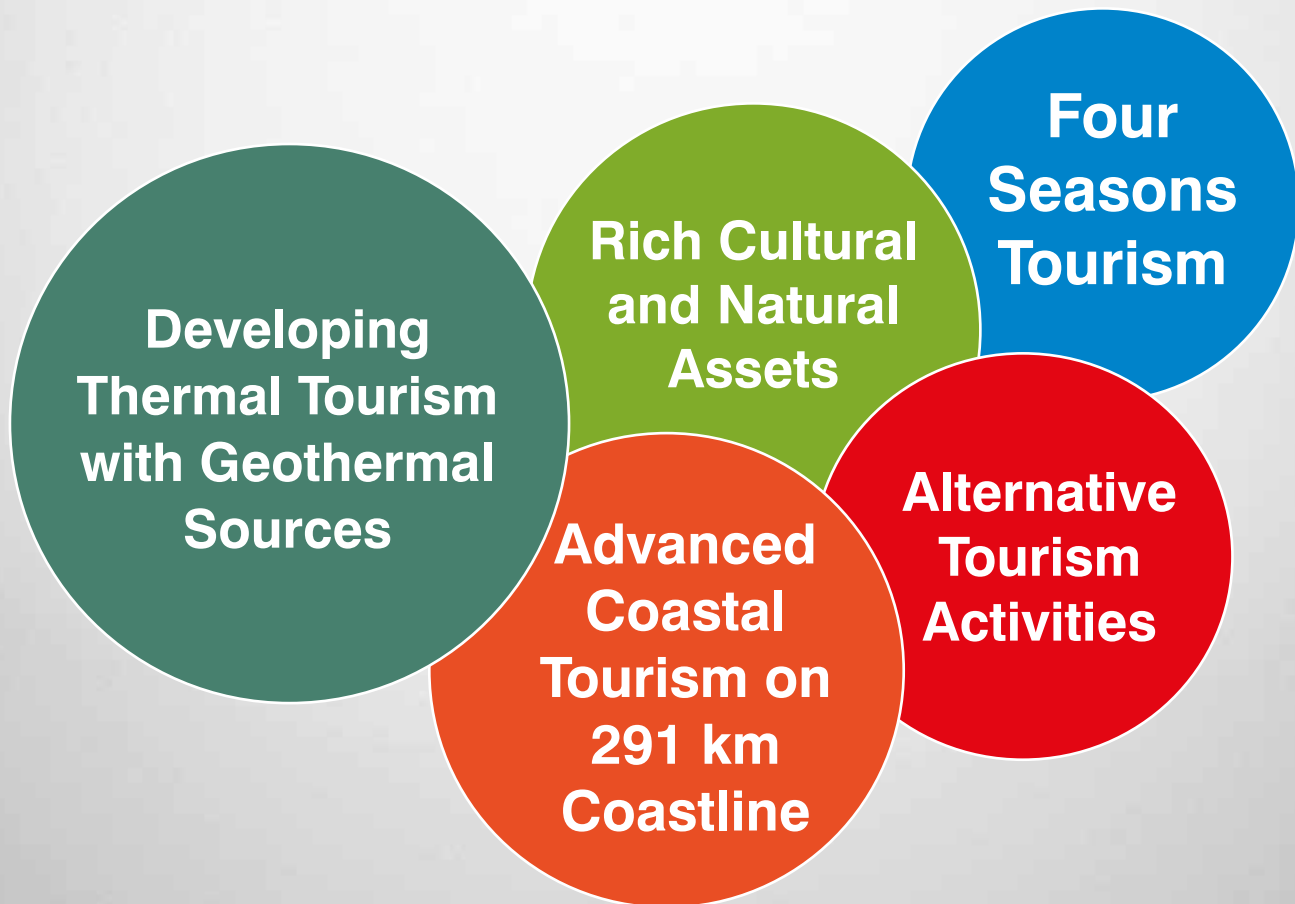 Developing
Thermal Tourism
with Geothermal
Sources
Rich Cultural
and Natural
Assets
Four
Seasons
Tourism
Advanced
Coastal
Tourism on
291 km
Coastline
Alternative
Tourism
Activities